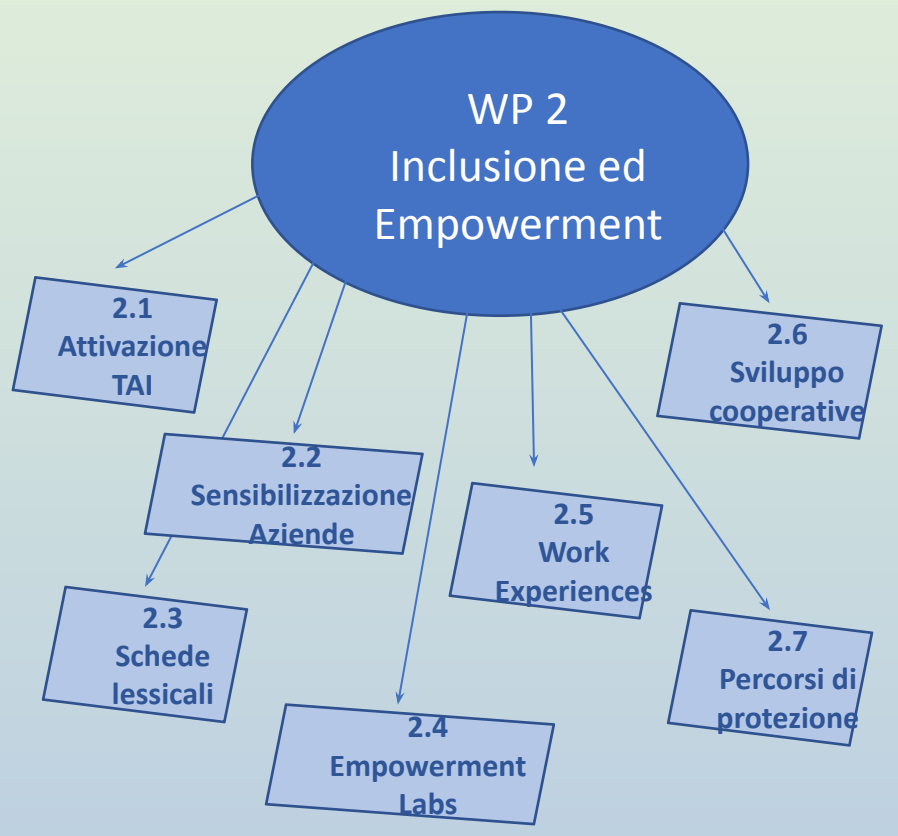 WP 2
Inclusione ed
Empowerment
2.1
Attivazione
TAI
2.2
Sensibilizzazione
Aziende
2.3
Schede
lessicali
2.4
Empowerment
Labs
2.5
Work
Experiences
2.6
Sviluppo
cooperative
2.7
Percorsi di
protezione